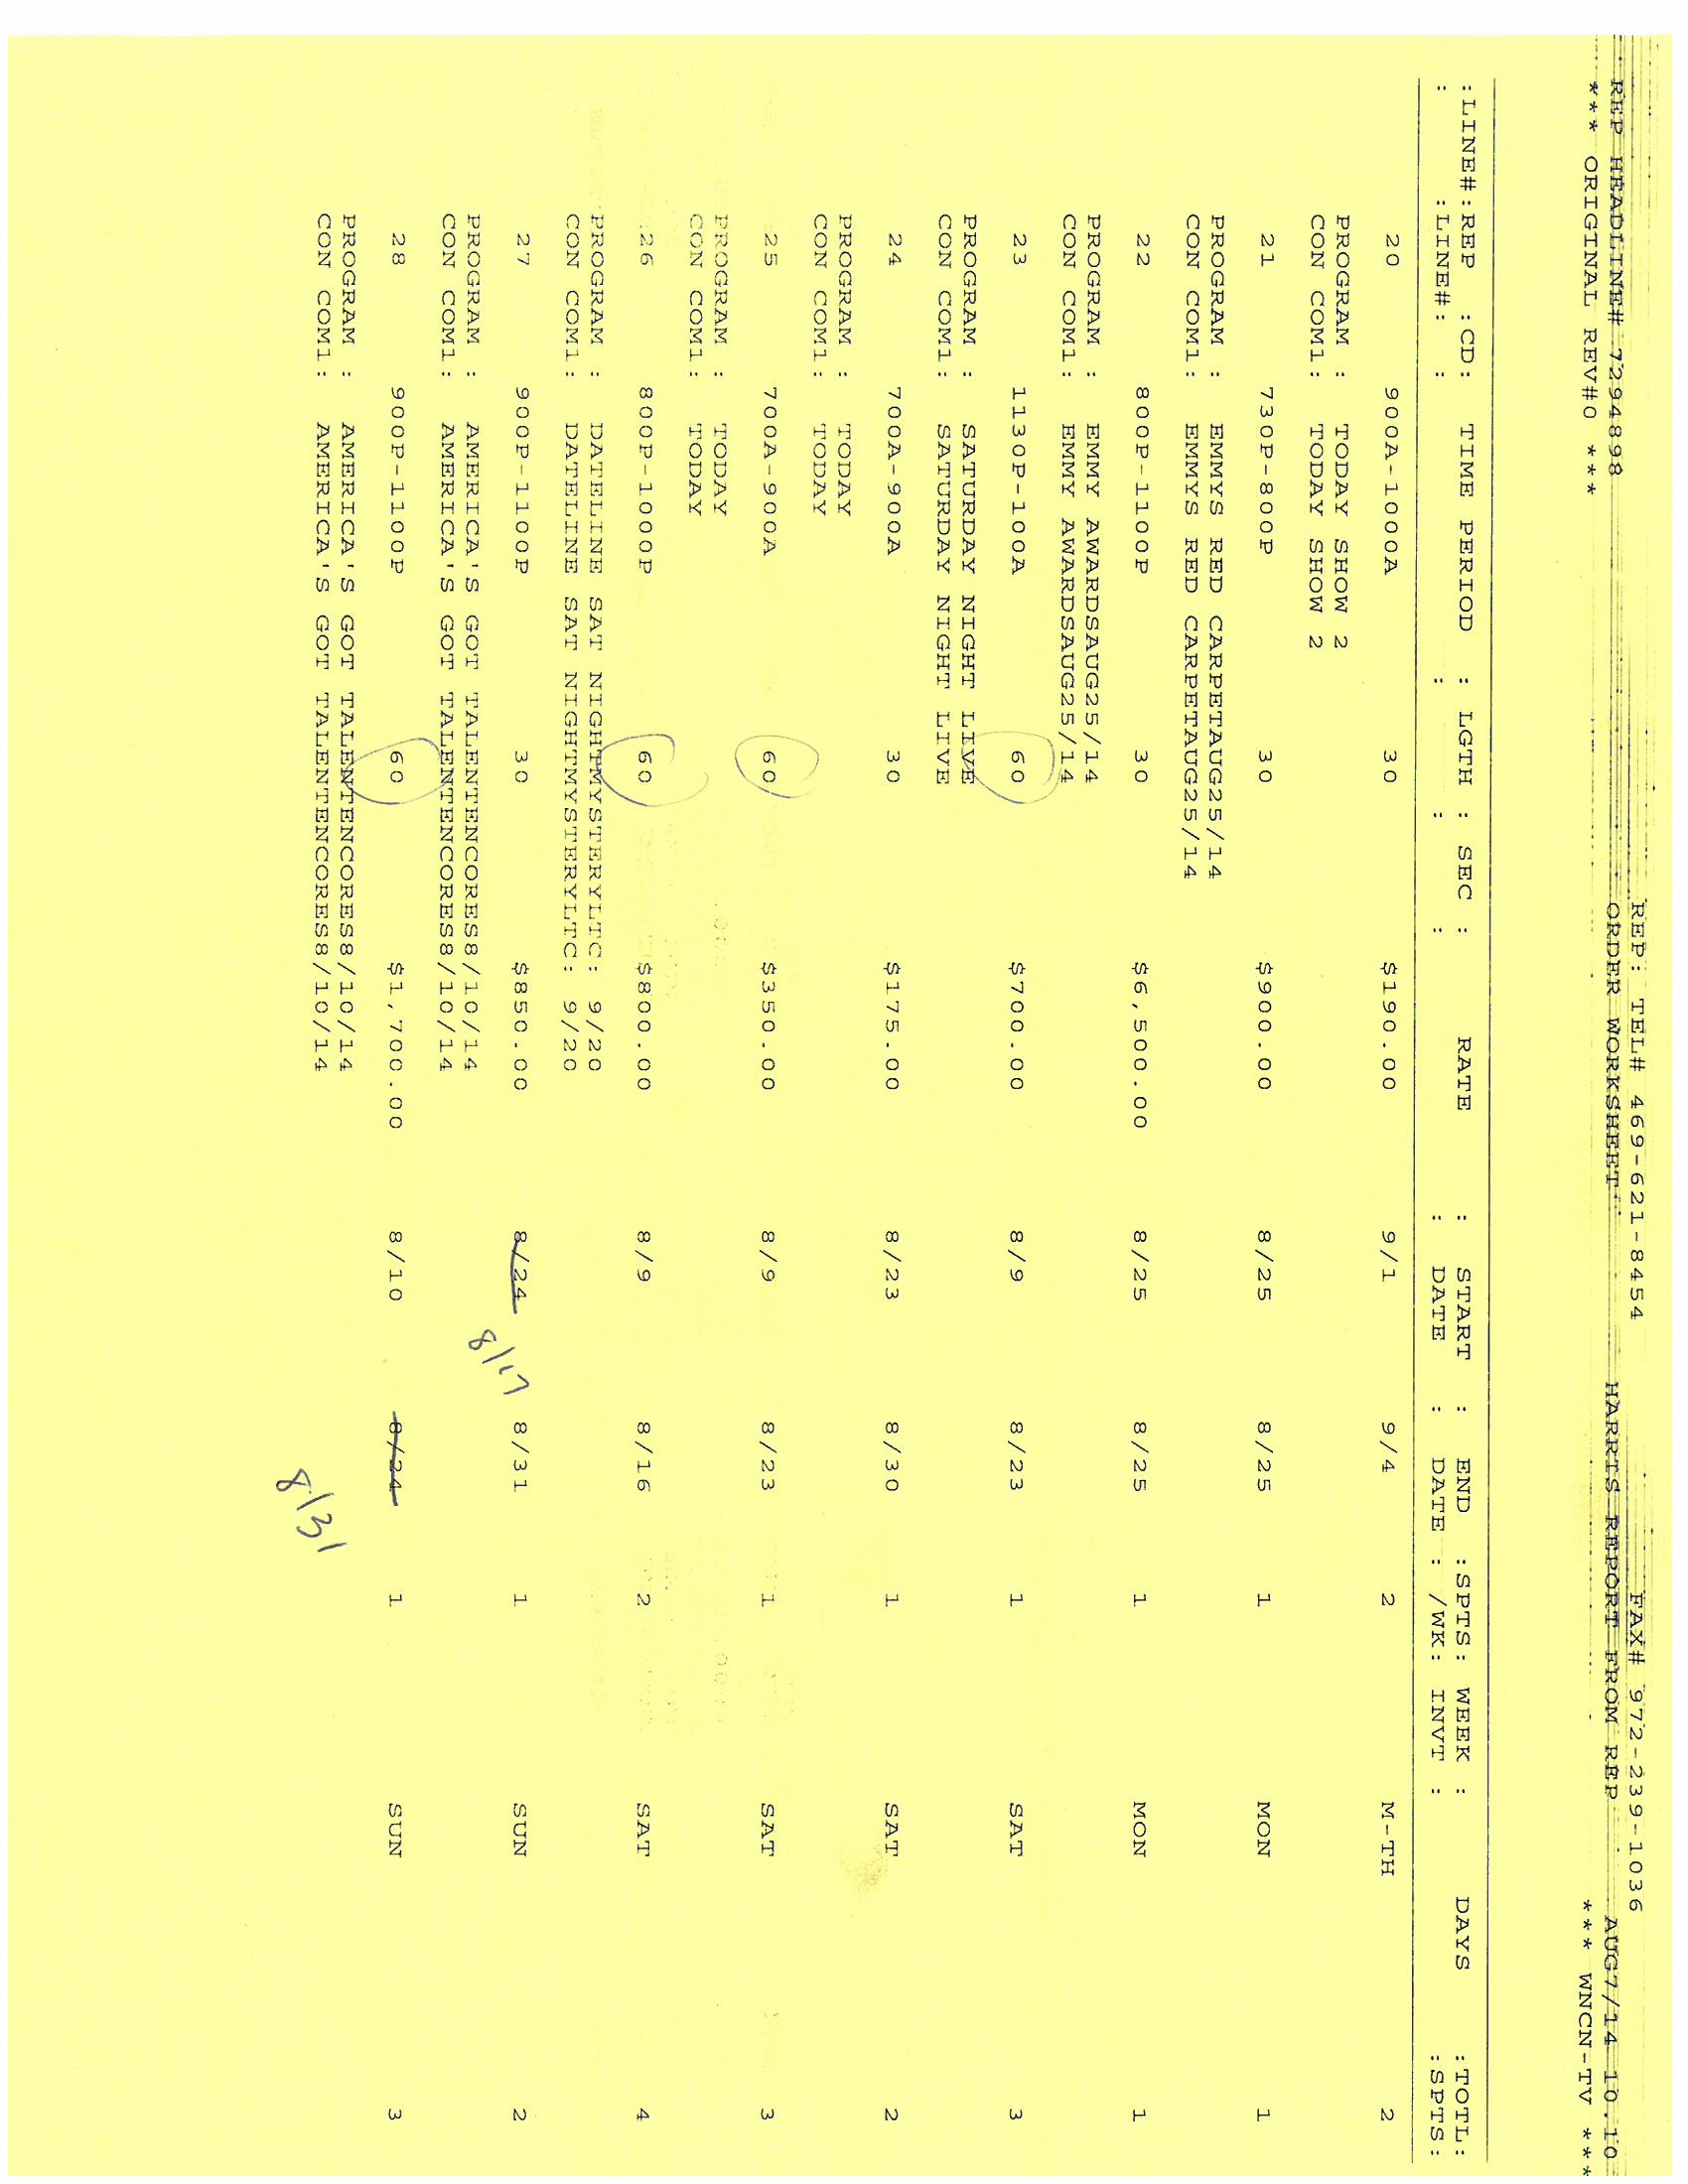 REP: TEL# 469-621-8454 FAX# 972-239-1036
REP HEADLINE# 7294898 ORDER WORKSHEET HARRIS REPORT FROM REP AUG7/14 10.10
*** ORIGINAL REV#0 *** *** WNCN-TV ***
:LINE#:REP :CD: TIME PERIOD : LGTH : SEC : RATE : START : END :SPTS: WEEK : DAYS :TOTL:
: :LINE#: : : : : : DATE : DATE : /WK: INVT : :SPTS:
20 900A-1000A 30 $190.00 9/1 9/4 2 M-TH 2
PROGRAM : TODAY SHOW 2
CON COM1: TODAY SHOW 2
21 730P-800P 30 $900.00 8/25 8/25 1 MON 1
PROGRAM : EMMYS RED CARPETAUG25/14
CON COM1: EMMYS RED CARPETAUG25/14
22 800P-1100P 30 $6,500.00 8/25 8/25 1 MON 1
PROGRAM : EMMY AWARDSAUG25/14
CON COM1: EMMY AWARDSAUG25/14
23 1130P-100A 60 $700.00 8/9 8/23 1 SAT 3
PROGRAM : SATURDAY NIGHT LIVE
CON COM1: SATURDAY NIGHT LIVE
24 700A-900A 30 $175.00 8/23 8/30 1 SAT 2
PROGRAM : TODAY
CON COM1: TODAY
25 700A-900A 60 $350.00 8/9 8/23 1 SAT 3
PROGRAM : TODAY
CON COM1: TODAY
26 800P-1000P 60 $800.00 8/9 8/16 2 SAT 4
PROGRAM : DATELINE SAT NIGHTMYSTERYLTC: 9/20
CON COM1: DATELINE SAT NIGHTMYSTERYLTC: 9/20
27 900P-1100P 30 $850.00 8/24 8/17 8/31 1 SUN 2
PROGRAM : AMERICA'S GOT TALENTENCORES8/10/14
CON COM1: AMERICA'S GOT TALENTENCORES8/10/14
28 900P-1100P 60 $1,700.00 8/10 8/24 1 SUN 3
PROGRAM : AMERICA'S GOT TALENTENCORES8/10/14
CON COM1: AMERICA'S GOT TALENTENCORES8/10/14
8/31